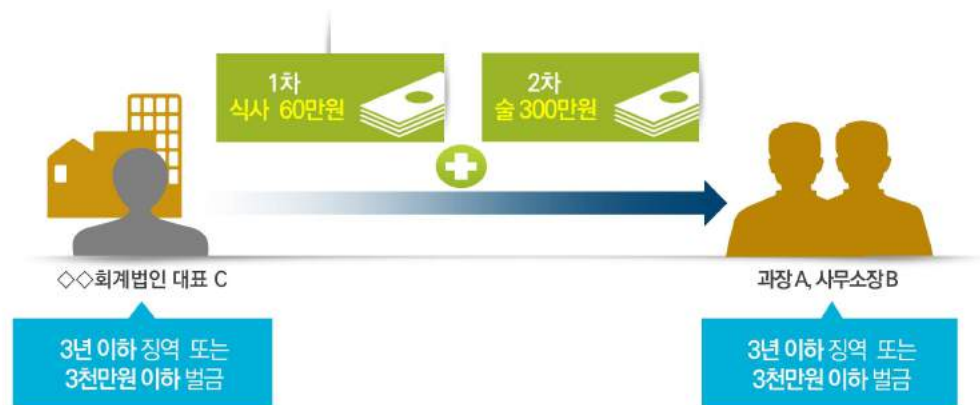 1차
식사 60만원
2차
술 300만원
◇◇회계법인 대표 C
과장 A, 사무소장 B
3년 이하 징역 또는
3천만원 이하 벌금
3년 이하 징역 또는
3천만원 이하 벌금